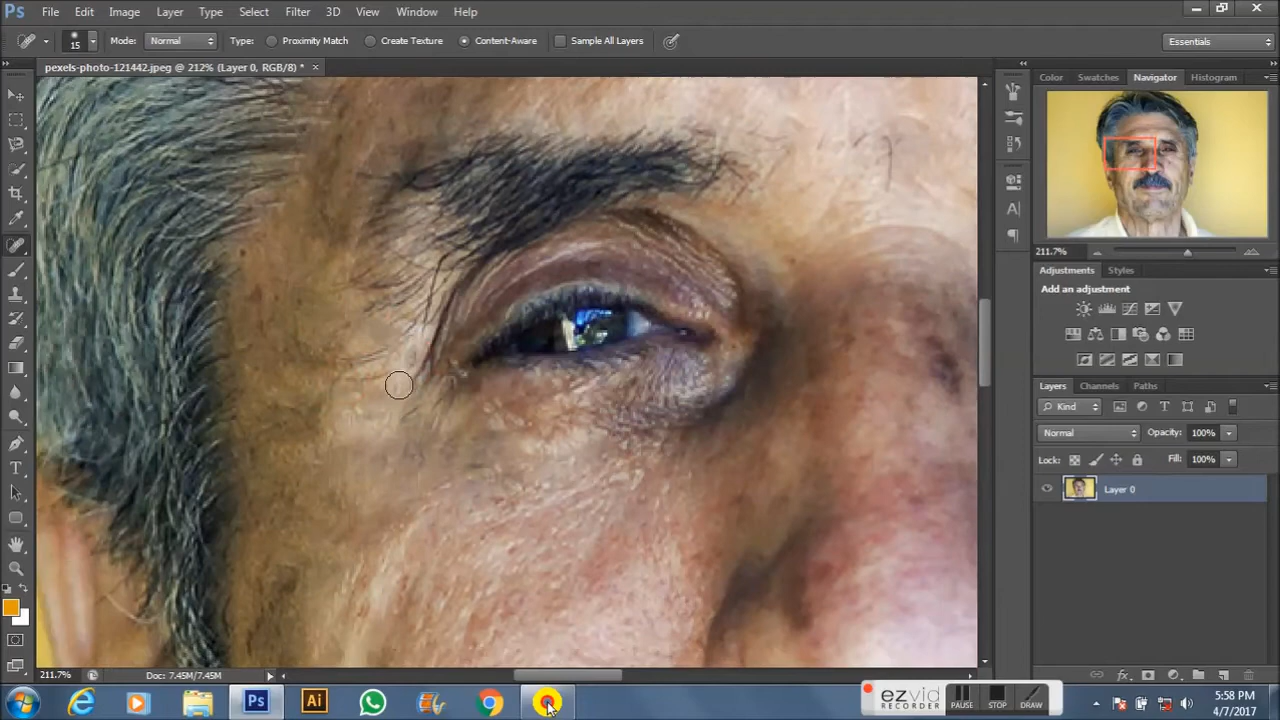 Ps File Edit Image Layer Type Select Filter 3D View Window Help
15 Mode: Normal Type: Proximity Match Create Texture Content-Aware Sample All Layers Essentials
pexels-photo-121442.jpeg @ 212% (Layer 0, RGB/8) *
Color Swatches Navigator Histogram
211.7%
Adjustments Styles
Add an adjustment
Layers Channels Paths
Kind
Normal Opacity: 100%
Lock: Fill: 100%
Layer 0
211.7% Doc: 7.45M/7.45M
Ps Ai ezvid RECORDER PAUSE STOP DRAW
5:58 PM
4/7/2017